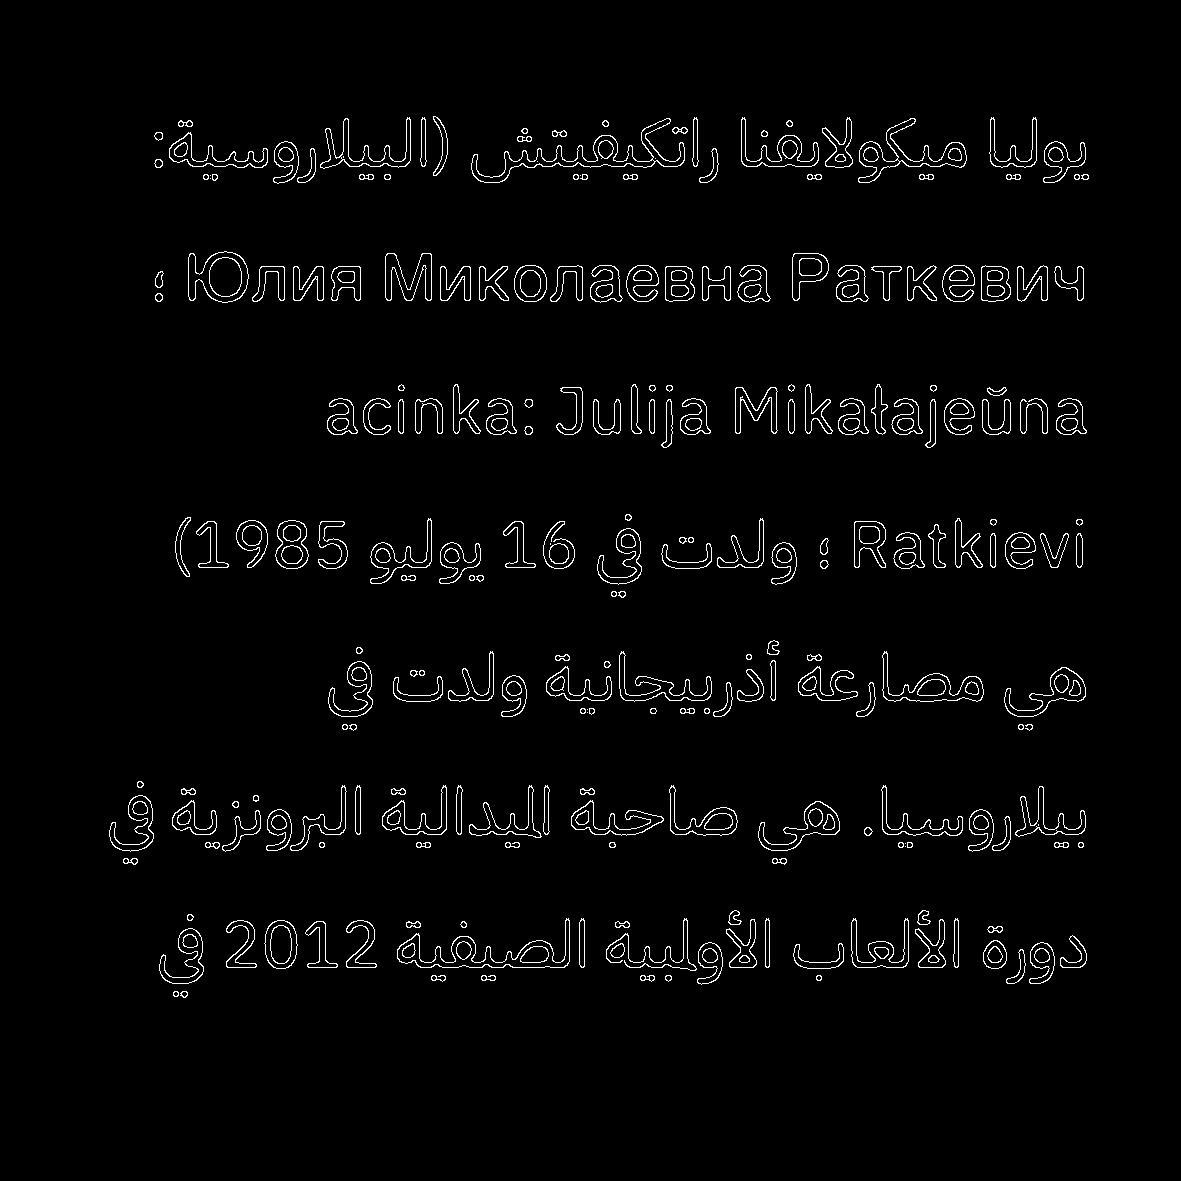 يوليا ميكولايفنا راتكيفيتش (البيلاروسية:
Юлия Миколаевна Раткевич ؛
acinka: Julija Mikałajeŭna
Ratkievi ؛ ولدت في 16 يوليو 1985)
هي مصارعة أذربيجانية ولدت في
بيلاروسيا. هي صاحبة الميدالية البرونزية في
دورة الألعاب الأولمبية الصيفية 2012 في